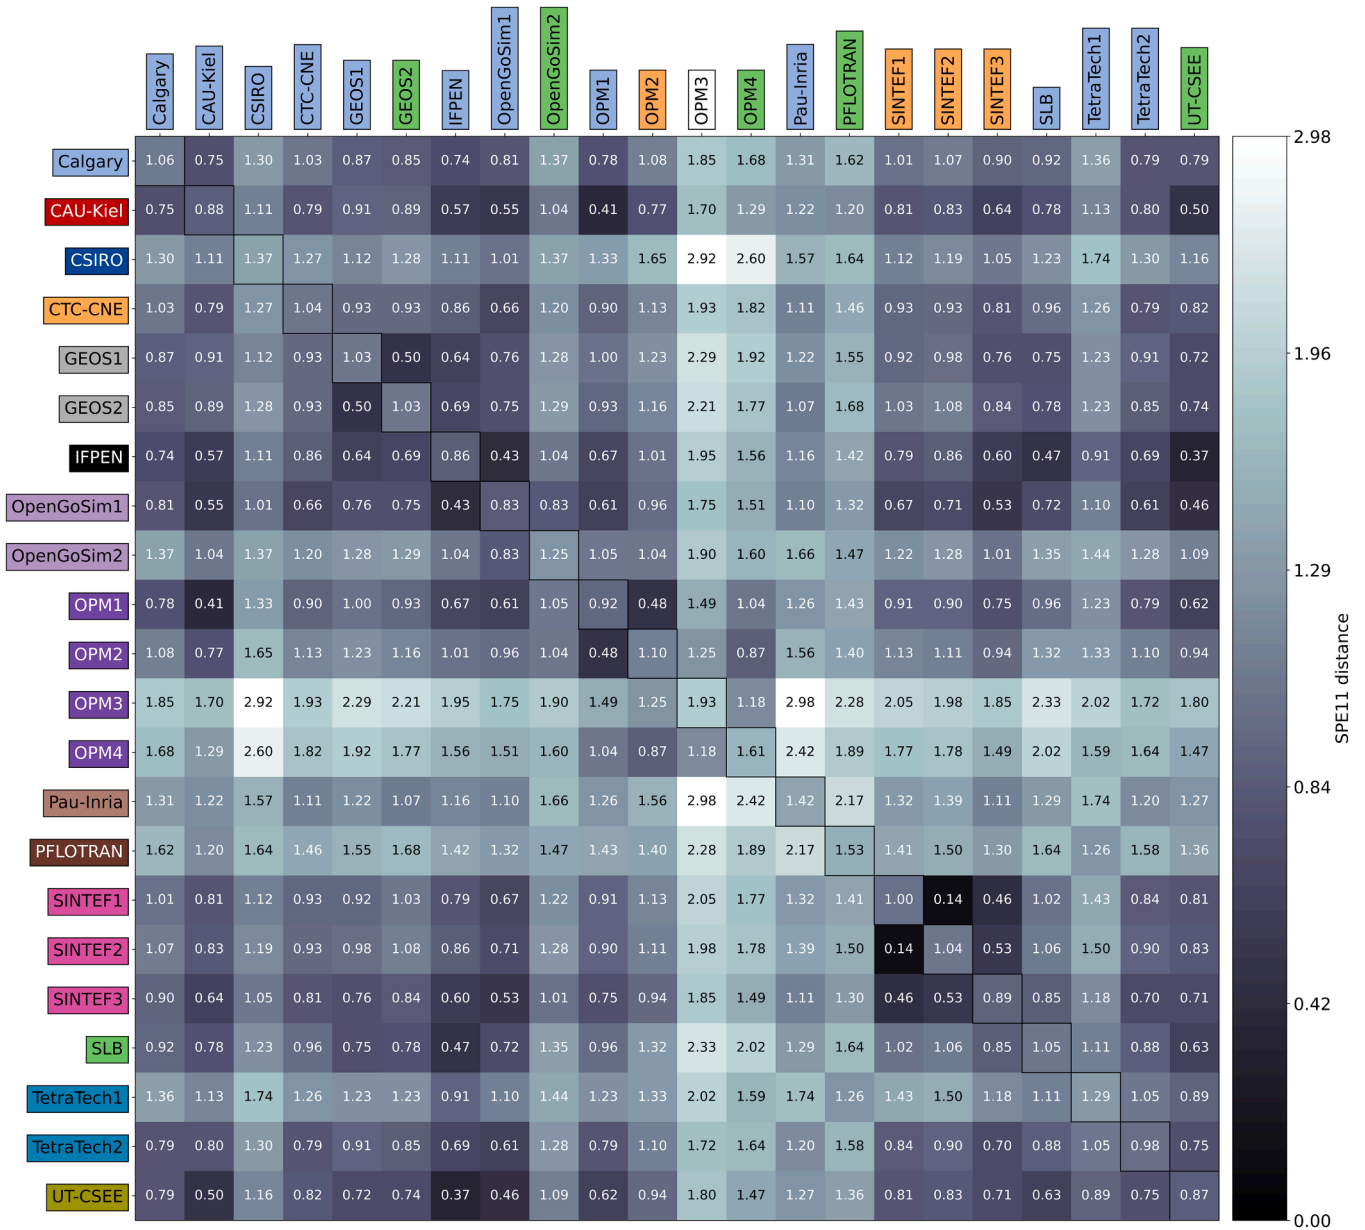 Calgary CAU-Kiel CSIRO CTC-CNE GEOS1 GEOS2 IFPEN OpenGoSim1 OpenGoSim2 OPM1 OPM2 OPM3 OPM4 Pau-Inria PFLOTRAN SINTEF1 SINTEF2 SINTEF3 SLB TetraTech1 TetraTech2 UT-CSEE
Calgary 1.06 0.75 1.30 1.03 0.87 0.85 0.74 0.81 1.37 0.78 1.08 1.85 1.68 1.31 1.62 1.01 1.07 0.90 0.92 1.36 0.79 0.79
CAU-Kiel 0.75 0.88 1.11 0.79 0.91 0.89 0.57 0.55 1.04 0.41 0.77 1.70 1.29 1.22 1.20 0.81 0.83 0.64 0.78 1.13 0.80 0.50
CSIRO 1.30 1.11 1.37 1.27 1.12 1.28 1.11 1.01 1.37 1.33 1.65 2.92 2.60 1.57 1.64 1.12 1.19 1.05 1.23 1.74 1.30 1.16
CTC-CNE 1.03 0.79 1.27 1.04 0.93 0.93 0.86 0.66 1.20 0.90 1.13 1.93 1.82 1.11 1.46 0.93 0.93 0.81 0.96 1.26 0.79 0.82
GEOS1 0.87 0.91 1.12 0.93 1.03 0.50 0.64 0.76 1.28 1.00 1.23 2.29 1.92 1.22 1.55 0.92 0.98 0.76 0.75 1.23 0.91 0.72
GEOS2 0.85 0.89 1.28 0.93 0.50 1.03 0.69 0.75 1.29 0.93 1.16 2.21 1.77 1.07 1.68 1.03 1.08 0.84 0.78 1.23 0.85 0.74
IFPEN 0.74 0.57 1.11 0.86 0.64 0.69 0.86 0.43 1.04 0.67 1.01 1.95 1.56 1.16 1.42 0.79 0.86 0.60 0.47 0.91 0.69 0.37
OpenGoSim1 0.81 0.55 1.01 0.66 0.76 0.75 0.43 0.83 0.83 0.61 0.96 1.75 1.51 1.10 1.32 0.67 0.71 0.53 0.72 1.10 0.61 0.46
OpenGoSim2 1.37 1.04 1.37 1.20 1.28 1.29 1.04 0.83 1.25 1.05 1.04 1.90 1.60 1.66 1.47 1.22 1.28 1.01 1.35 1.44 1.28 1.09
OPM1 0.78 0.41 1.33 0.90 1.00 0.93 0.67 0.61 1.05 0.92 0.48 1.49 1.04 1.26 1.43 0.91 0.90 0.75 0.96 1.23 0.79 0.62
OPM2 1.08 0.77 1.65 1.13 1.23 1.16 1.01 0.96 1.04 0.48 1.10 1.25 0.87 1.56 1.40 1.13 1.11 0.94 1.32 1.33 1.10 0.94
OPM3 1.85 1.70 2.92 1.93 2.29 2.21 1.95 1.75 1.90 1.49 1.25 1.93 1.18 2.98 2.28 2.05 1.98 1.85 2.33 2.02 1.72 1.80
OPM4 1.68 1.29 2.60 1.82 1.92 1.77 1.56 1.51 1.60 1.04 0.87 1.18 1.61 2.42 1.89 1.77 1.78 1.49 2.02 1.59 1.64 1.47
Pau-Inria 1.31 1.22 1.57 1.11 1.22 1.07 1.16 1.10 1.66 1.26 1.56 2.98 2.42 1.42 2.17 1.32 1.39 1.11 1.29 1.74 1.20 1.27
PFLOTRAN 1.62 1.20 1.64 1.46 1.55 1.68 1.42 1.32 1.47 1.43 1.40 2.28 1.89 2.17 1.53 1.41 1.50 1.30 1.64 1.26 1.58 1.36
SINTEF1 1.01 0.81 1.12 0.93 0.92 1.03 0.79 0.67 1.22 0.91 1.13 2.05 1.77 1.32 1.41 1.00 0.14 0.46 1.02 1.43 0.84 0.81
SINTEF2 1.07 0.83 1.19 0.93 0.98 1.08 0.86 0.71 1.28 0.90 1.11 1.98 1.78 1.39 1.50 0.14 1.04 0.53 1.06 1.50 0.90 0.83
SINTEF3 0.90 0.64 1.05 0.81 0.76 0.84 0.60 0.53 1.01 0.75 0.94 1.85 1.49 1.11 1.30 0.46 0.53 0.89 0.85 1.18 0.70 0.71
SLB 0.92 0.78 1.23 0.96 0.75 0.78 0.47 0.72 1.35 0.96 1.32 2.33 2.02 1.29 1.64 1.02 1.06 0.85 1.05 1.11 0.88 0.63
TetraTech1 1.36 1.13 1.74 1.26 1.23 1.23 0.91 1.10 1.44 1.23 1.33 2.02 1.59 1.74 1.26 1.43 1.50 1.18 1.11 1.29 1.05 0.89
TetraTech2 0.79 0.80 1.30 0.79 0.91 0.85 0.69 0.61 1.28 0.79 1.10 1.72 1.64 1.20 1.58 0.84 0.90 0.70 0.88 1.05 0.98 0.75
UT-CSEE 0.79 0.50 1.16 0.82 0.72 0.74 0.37 0.46 1.09 0.62 0.94 1.80 1.47 1.27 1.36 0.81 0.83 0.71 0.63 0.89 0.75 0.87
2.98
1.96
1.29
0.84
0.42
0.00
SPE11 distance